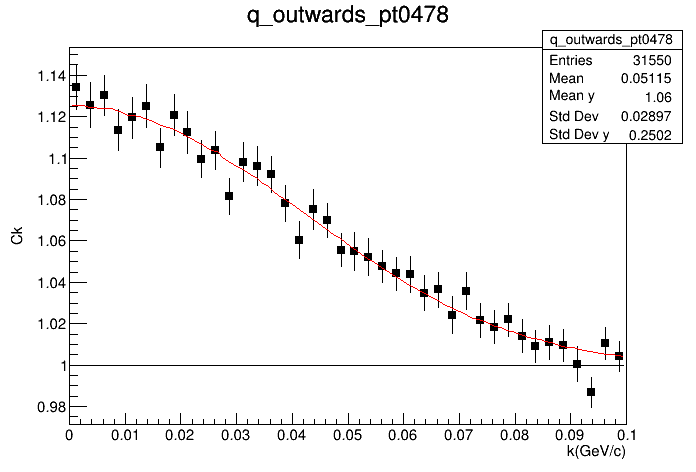 q_outwards_pt0478
q_outwards_pt0478
Entries 31550
Mean 0.05115
Mean y 1.06
Std Dev 0.02897
Std Dev y 0.2502
Ck
1.14
1.12
1.1
1.08
1.06
1.04
1.02
1
0.98
0 0.01 0.02 0.03 0.04 0.05 0.06 0.07 0.08 0.09 0.1
k(GeV/c)